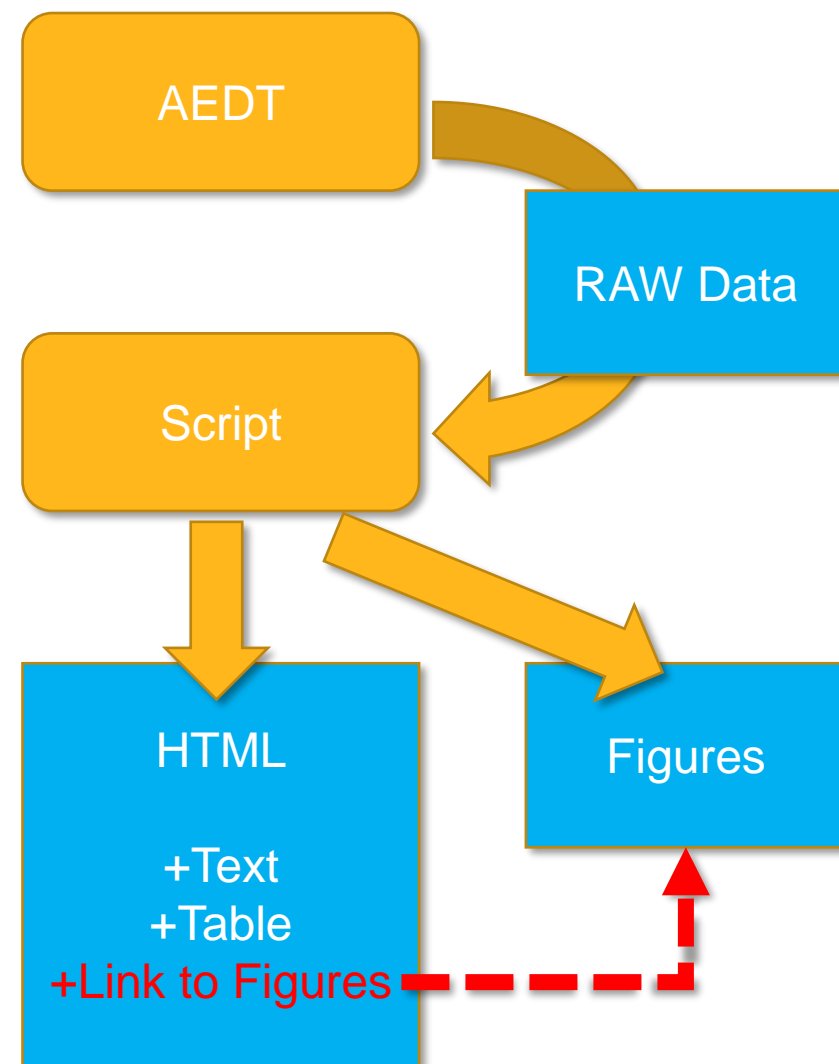 AEDT
RAW Data
Script
HTML
+Text
+Table
+Link to Figures
Figures